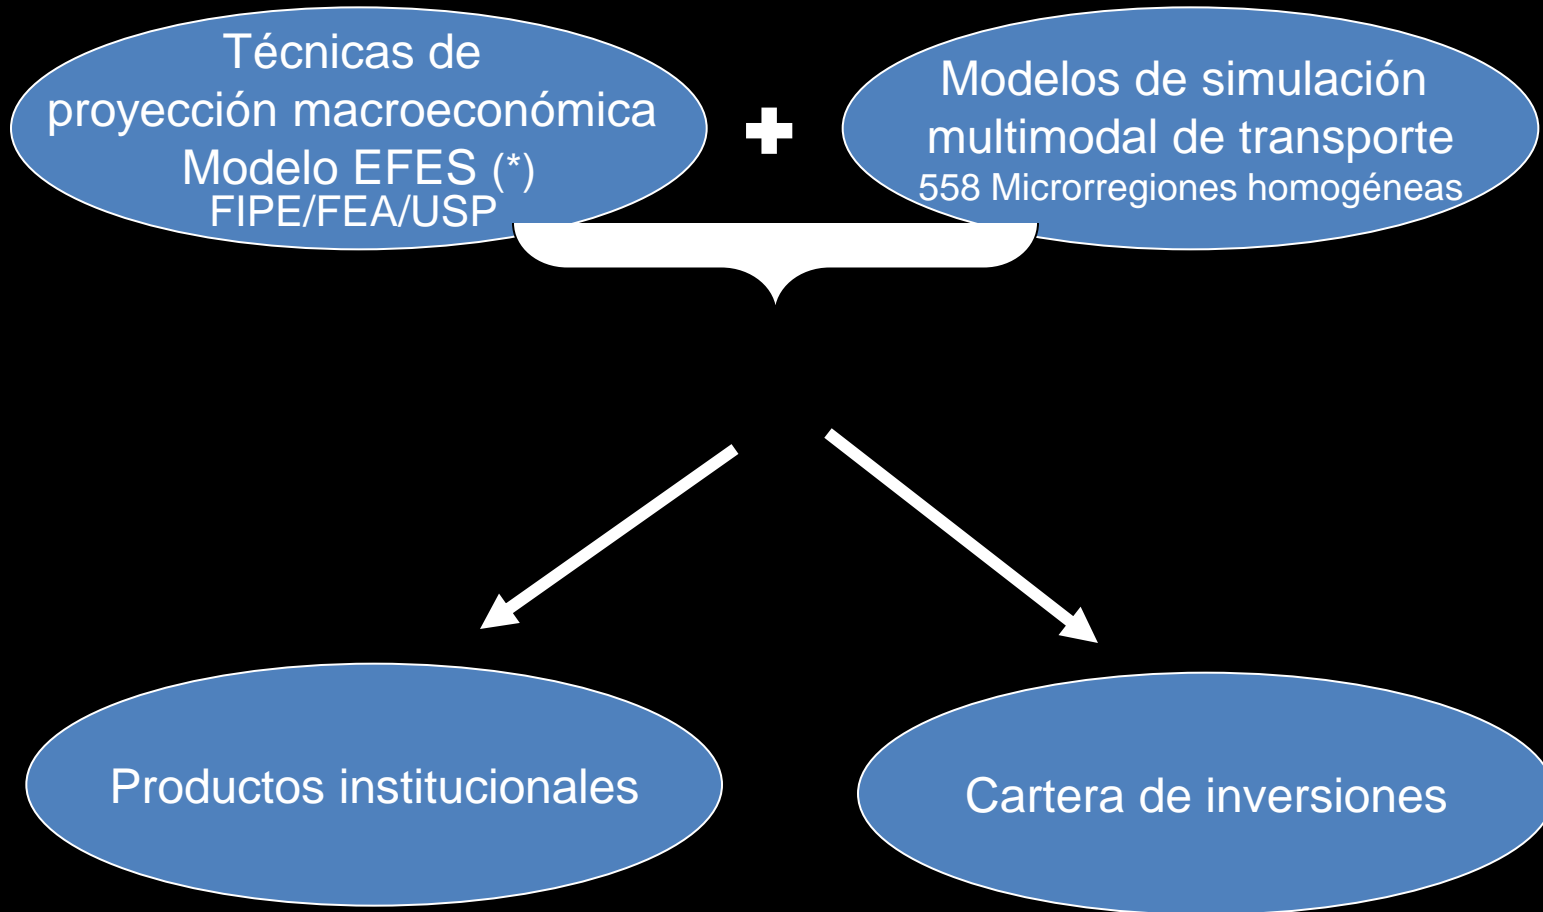 Técnicas de
proyección macroeconómica
Modelo EFES (*)
FIPE/FEA/USP
Modelos de simulación
multimodal de transporte
558 Microrregiones homogéneas
Productos institucionales
Cartera de inversiones